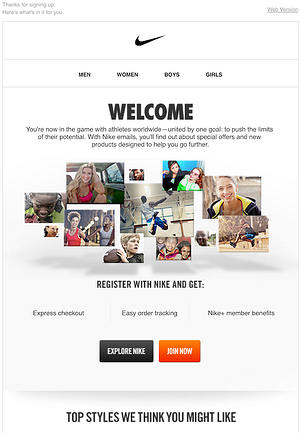 Thanks for signing up.
Here's what's in it for you.
Web Version
MEN WOMEN BOYS GIRLS
WELCOME
You're now in the game with athletes worldwide—united by one goal: to push the limits
of their potential. With Nike emails, you'll find out about special offers and new
products designed to help you go further.
REGISTER WITH NIKE AND GET:
Express checkout Easy order tracking Nike+ member benefits
EXPLORE NIKE JOIN NOW
TOP STYLES WE THINK YOU MIGHT LIKE